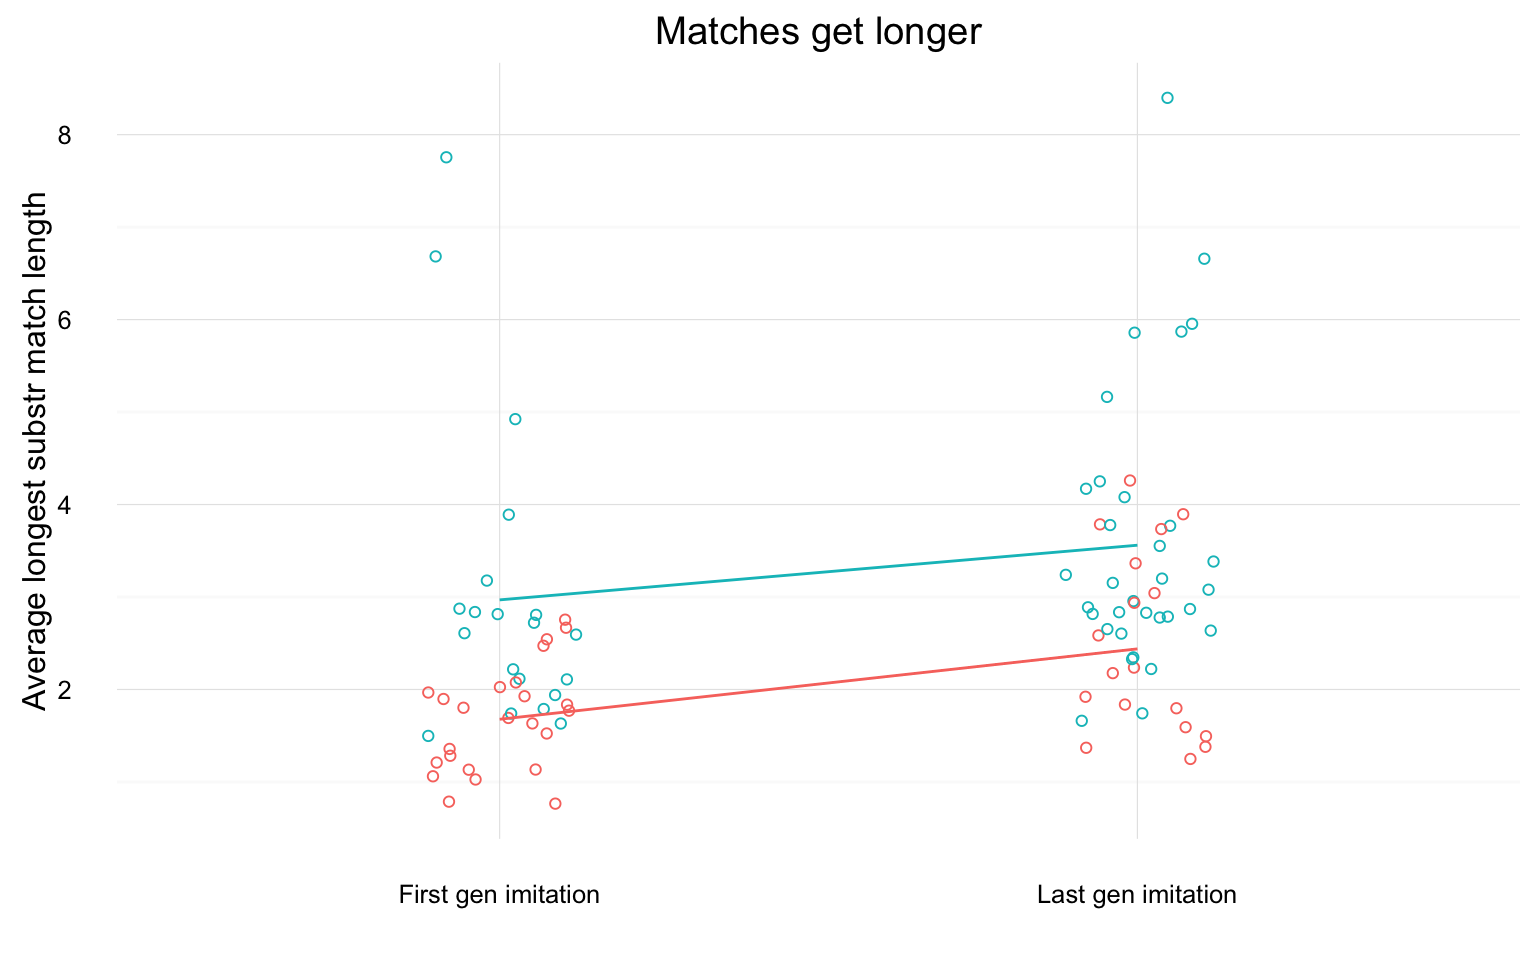 Matches get longer
Average longest substr match length
8
6
4
2
First gen imitation
Last gen imitation